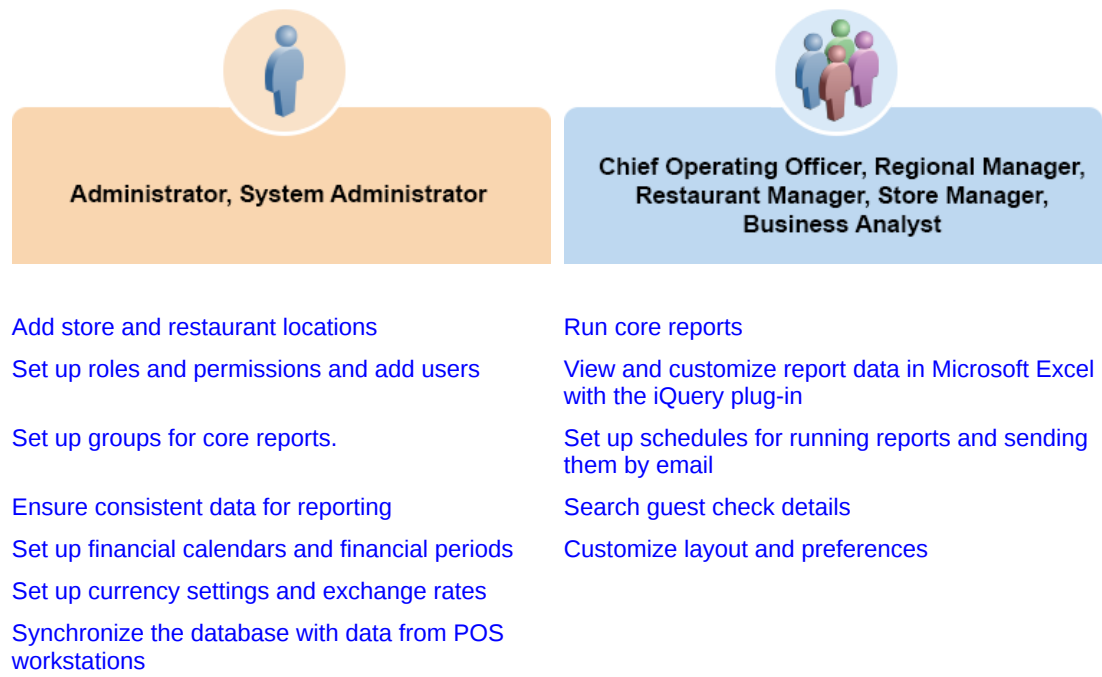 Administrator, System Administrator
Chief Operating Officer, Regional Manager,
Restaurant Manager, Store Manager,
Business Analyst
Add store and restaurant locations
Run core reports
Set up roles and permissions and add users
View and customize report data in Microsoft Excel
with the iQuery plug-in
Set up groups for core reports.
Set up schedules for running reports and sending
them by email
Ensure consistent data for reporting
Search guest check details
Set up financial calendars and financial periods
Customize layout and preferences
Set up currency settings and exchange rates
Synchronize the database with data from POS
workstations